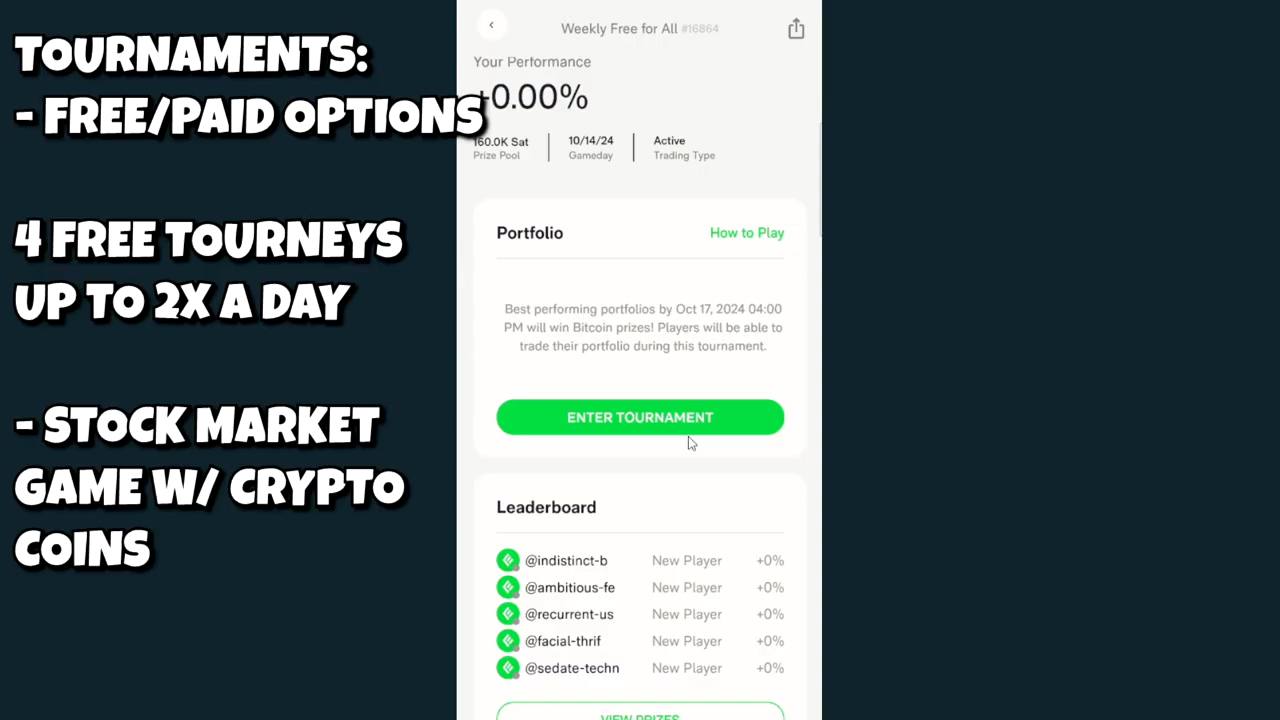 TOURNAMENTS:
- FREE/PAID OPTIONS
4 FREE TOURNEYS
UP TO 2X A DAY
- STOCK MARKET
GAME W/ CRYPTO
COINS
Weekly Free for All #16864
Your Performance
+0.00%
160.0K Sat
Prize Pool
10/14/24
Gameday
Active
Trading Type
Portfolio
How to Play
Best performing portfolios by Oct 17, 2024 04:00
PM will win Bitcoin prizes! Players will be able to
trade their portfolio during this tournament.
ENTER TOURNAMENT
Leaderboard
@indistinct-b New Player +0%
@ambitious-fe New Player +0%
@recurrent-us New Player +0%
@facial-thrif New Player +0%
@sedate-techn New Player +0%
VIEW PRIZES